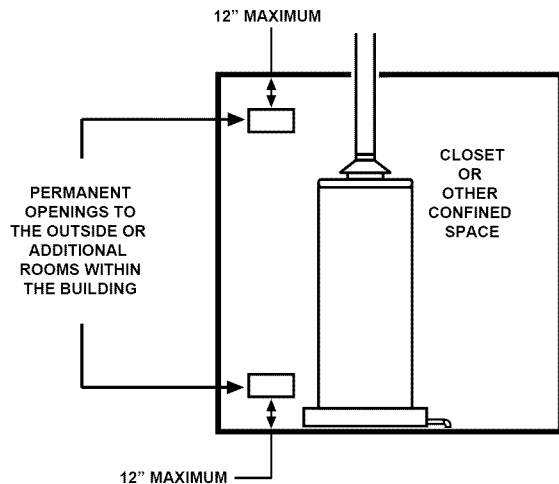 12” MAXIMUM
PERMANENT
OPENINGS TO
THE OUTSIDE OR
ADDITIONAL
ROOMS WITHIN
THE BUILDING
CLOSET
OR
OTHER
CONFINED
SPACE
12” MAXIMUM